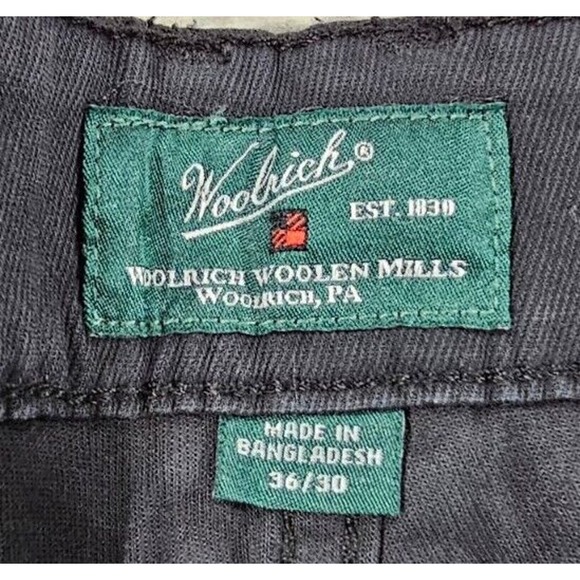 Woolrich®
EST. 1830
WOOLRICH WOOLEN MILLS
WOOLRICH, PA
MADE IN
BANGLADESH
36/30